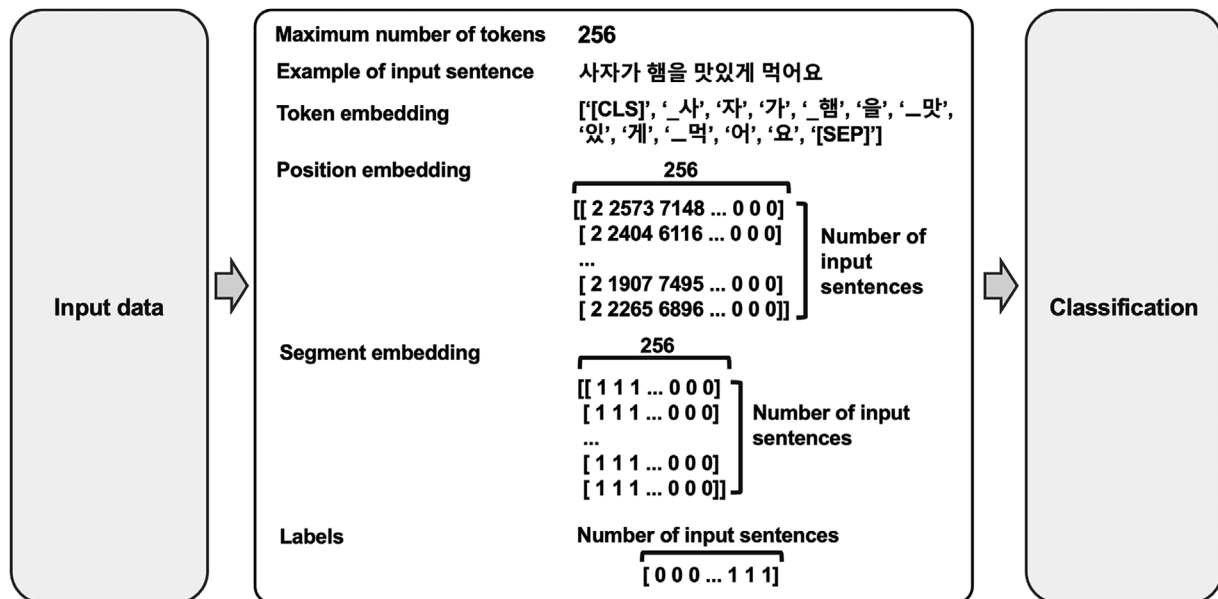 Input data
Maximum number of tokens 256
Example of input sentence 사자가 햄을 맛있게 먹어요
Token embedding ['[CLS]', '_사', '자', '가', '_햄', '을', '_맛',
'있', '게', '_먹', '어', '요', '[SEP]']
Position embedding 256
[[ 2 2573 7148 ... 0 0 0]
[ 2 2404 6116 ... 0 0 0]
...
[ 2 1907 7495 ... 0 0 0]
[ 2 2265 6896 ... 0 0 0]]
Number of
input
sentences
Segment embedding 256
[[ 1 1 1 ... 0 0 0]
[ 1 1 1 ... 0 0 0]
...
[ 1 1 1 ... 0 0 0]
[ 1 1 1 ... 0 0 0]]
Number of input
sentences
Labels Number of input sentences
[ 0 0 0 ... 1 1 1]
Classification